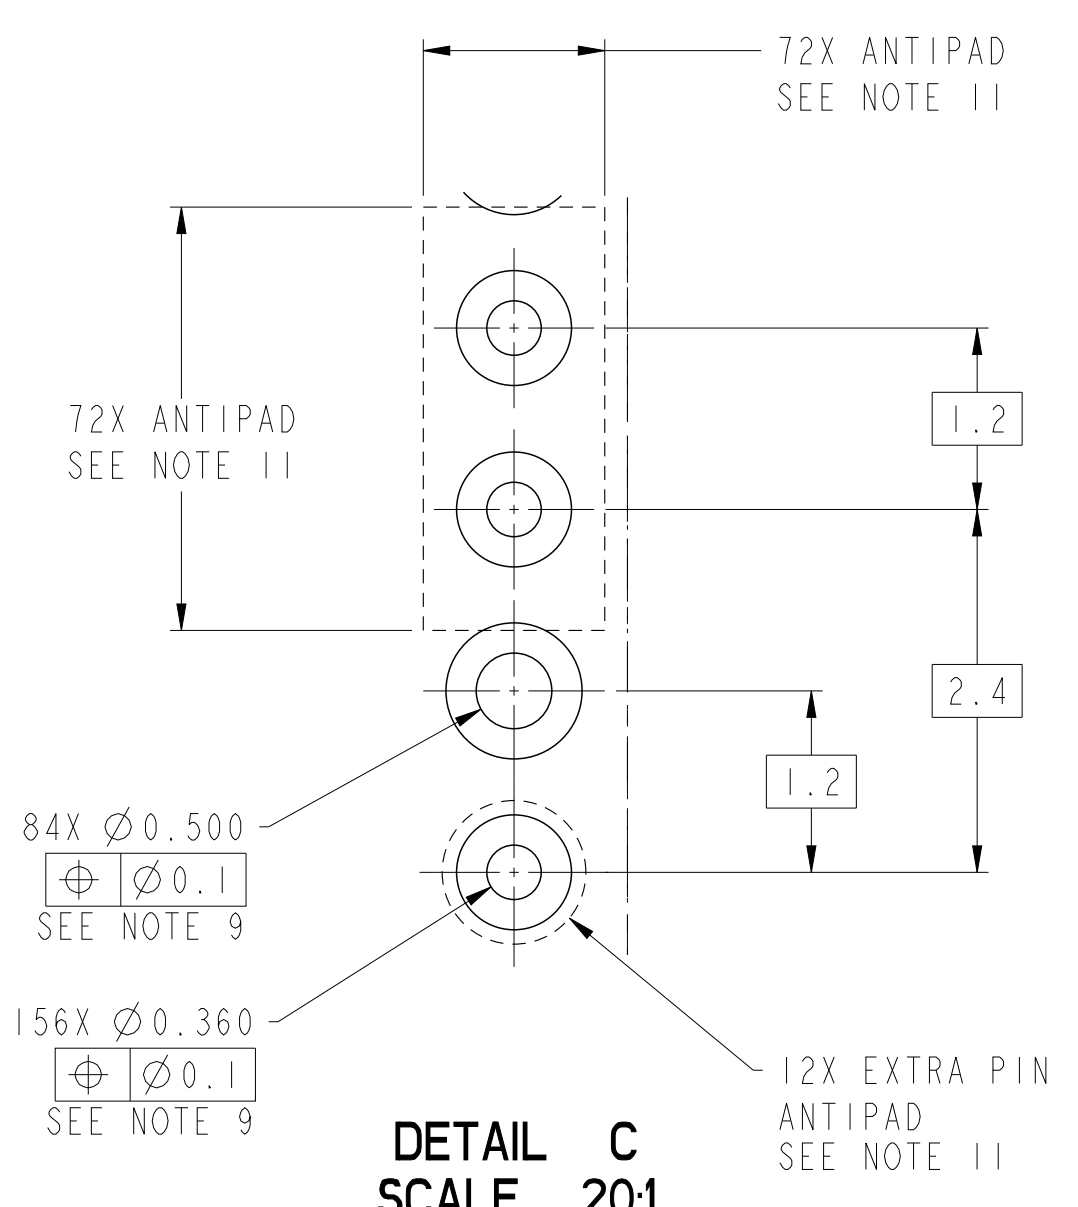 72X ANTIPAD
SEE NOTE 11
72X ANTIPAD
SEE NOTE 11
1.2
2.4
1.2
84X ⌀0.500
⌖ ⌀0.1
SEE NOTE 9
156X ⌀0.360
⌖ ⌀0.1
SEE NOTE 9
12X EXTRA PIN
ANTIPAD
SEE NOTE 11
DETAIL C
SCALE 20:1